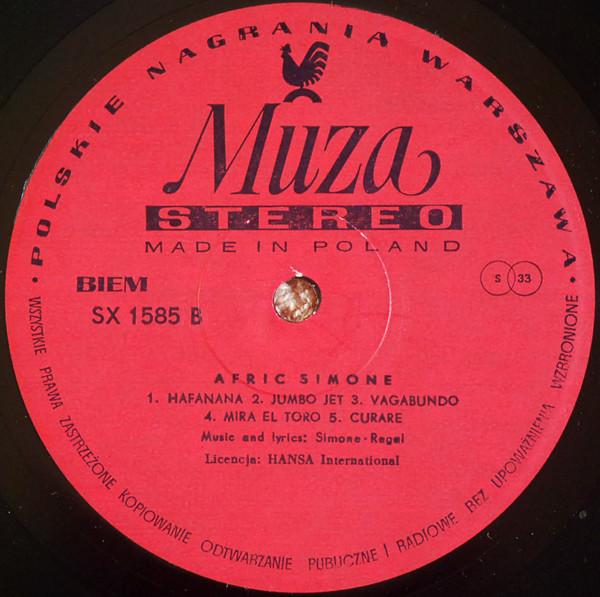 POLSKIE NAGRANIA WARSZAWA
Muza
STEREO
MADE IN POLAND
BIEM
SX 1585 B
S 33
AFRIC SIMONE
1. HAFANANA 2. JUMBO JET 3. VAGABUNDO
4. MIRA EL TORO 5. CURARE
Music and lyrics: Simone-Regal
Licencja: HANSA International
WSZYSTKIE PRAWA ZASTRZEŻONE KOPIOWANIE ODTWARZANIE PUBLICZNE I RADIOWE BEZ UPOWAŻNIENIA WZBRONIONE